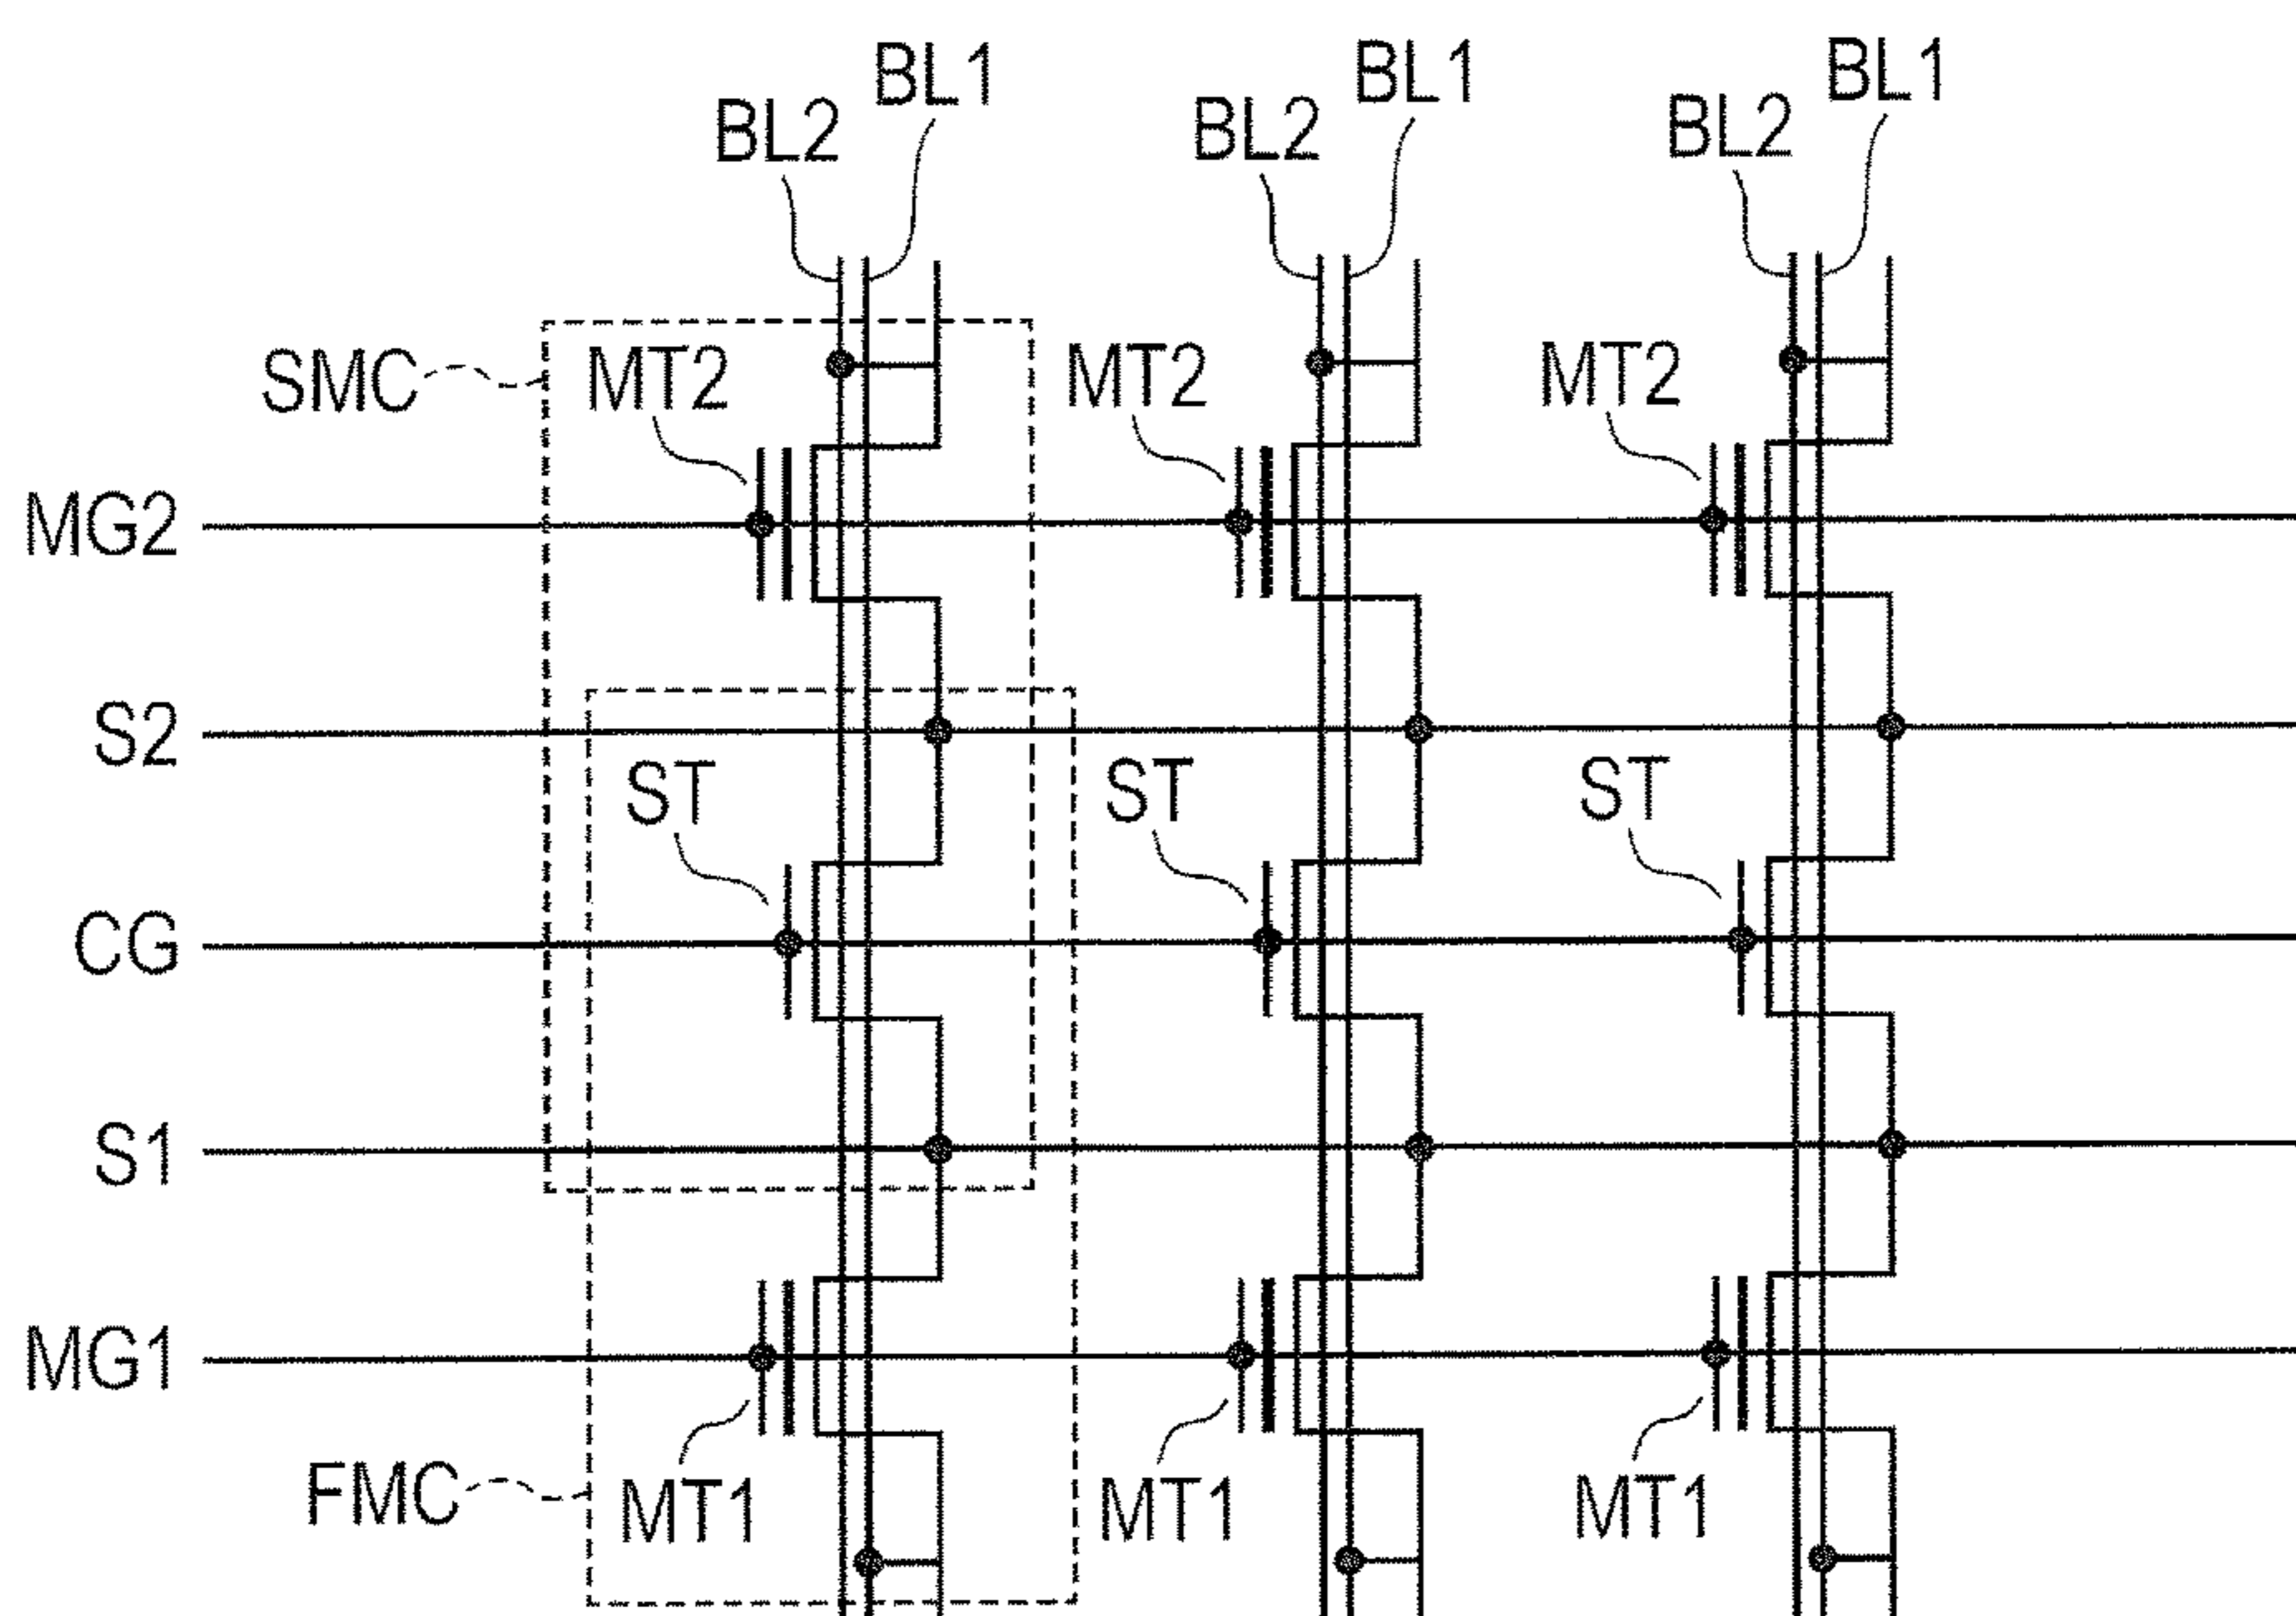 BL2 BL1 BL2 BL1 BL2 BL1
SMC MT2 MT2 MT2
MG2
S2
ST ST ST
CG
S1
MG1
FMC MT1 MT1 MT1